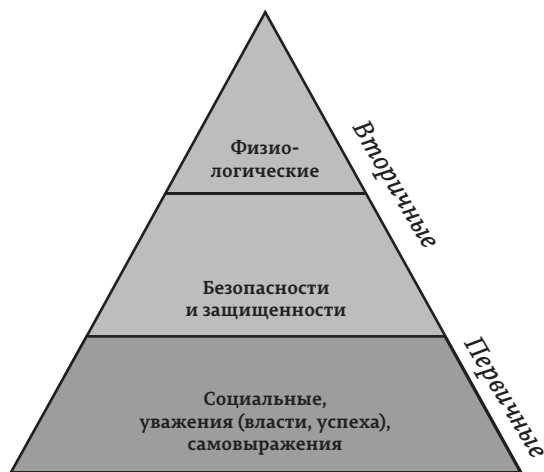 Физио-
логические
Вторичные
Безопасности
и защищенности
Первичные
Социальные,
уважения (власти, успеха),
самовыражения